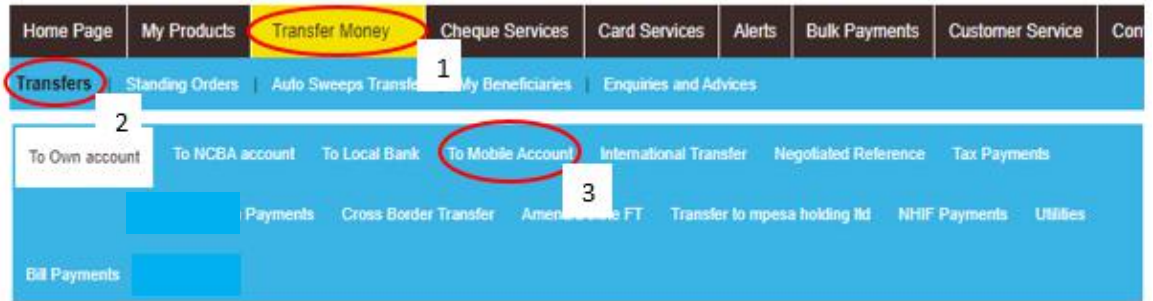 Home Page My Products Transfer Money Cheque Services Card Services Alerts Bulk Payments Customer Service
1
Transfers | Standing Orders | Auto Sweeps My Beneficiaries | Enquiries and Advices
2
To Own account To NCBA account To Local Bank To Mobile Account International Transfer Negotiated Reference Tax Payments
3
Payments Cross Border Transfer FT Transfer to mpesa holding ltd NHIF Payments Utilities
Bill Payments